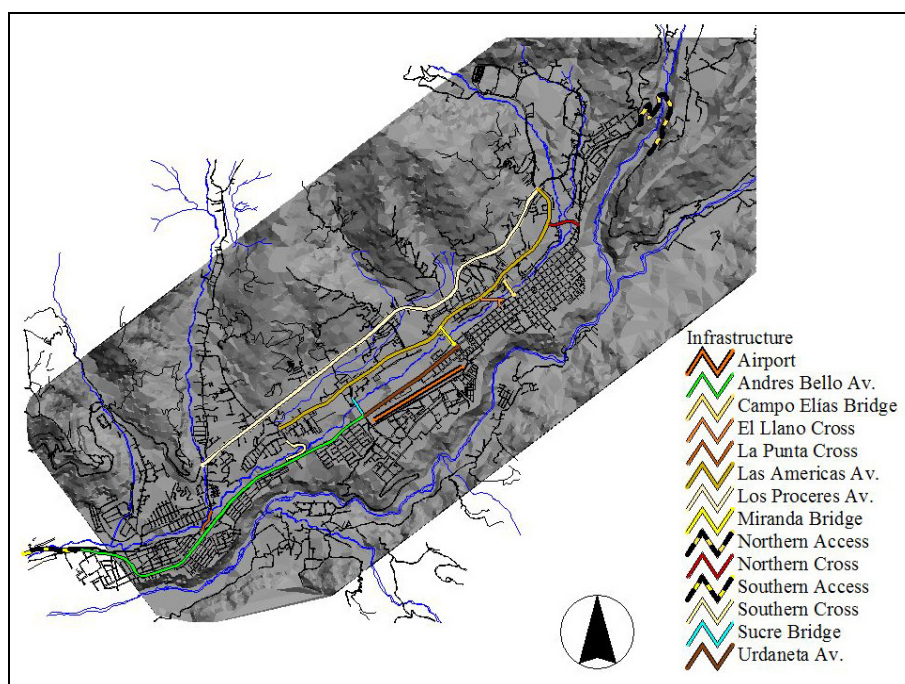 Infrastructure
Airport
Andres Bello Av.
Campo Elías Bridge
El Llano Cross
La Punta Cross
Las Americas Av.
Los Proceres Av.
Miranda Bridge
Northern Access
Northern Cross
Southern Access
Southern Cross
Sucre Bridge
Urdaneta Av.